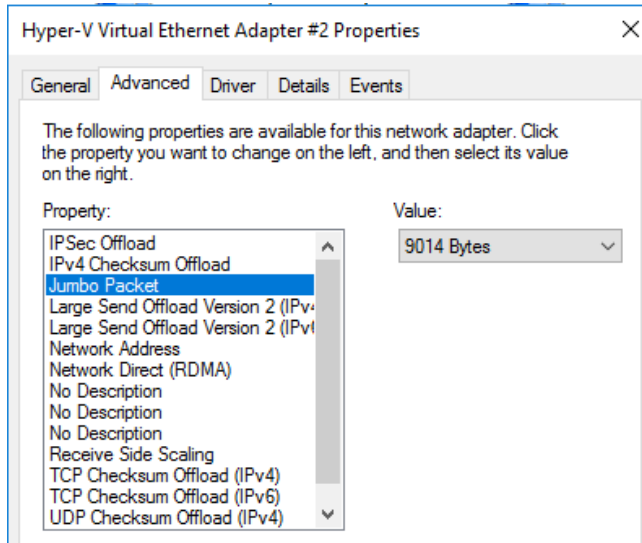 Hyper-V Virtual Ethernet Adapter #2 Properties
General Advanced Driver Details Events
The following properties are available for this network adapter. Click
the property you want to change on the left, and then select its value
on the right.
Property:
Value:
IPSec Offload
9014 Bytes
IPv4 Checksum Offload
Jumbo Packet
Large Send Offload Version 2 (IPv4
Large Send Offload Version 2 (IPv6
Network Address
Network Direct (RDMA)
No Description
No Description
No Description
Receive Side Scaling
TCP Checksum Offload (IPv4)
TCP Checksum Offload (IPv6)
UDP Checksum Offload (IPv4)